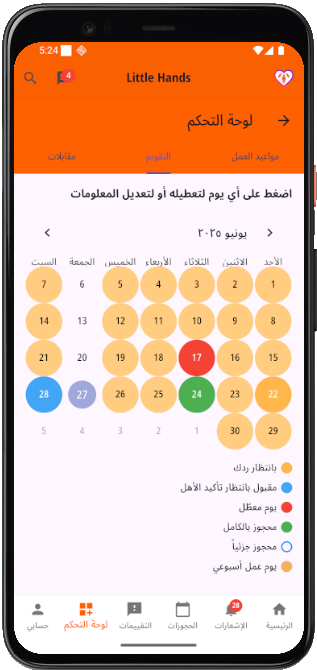 5:24
4
Little Hands
لوحة التحكم
مواعيد العمل التقويم مقابلات
اضغط على أي يوم لتعطيله أو لتعديل المعلومات
يونيو ٢٠٢٥
الأحد الاثنين الثلاثاء الأربعاء الخميس الجمعة السبت
1 2 3 4 5 6 7
8 9 10 11 12 13 14
15 16 17 18 19 20 21
22 23 24 25 26 27 28
29 30 1 2 3 4 5
بانتظار ردك
مقبول بانتظار تأكيد الأهل
يوم معطّل
محجوز بالكامل
محجوز جزئياً
يوم عمل أسبوعي
28
الرئيسية الإشعارات الحجوزات التقييمات لوحة التحكم حسابي